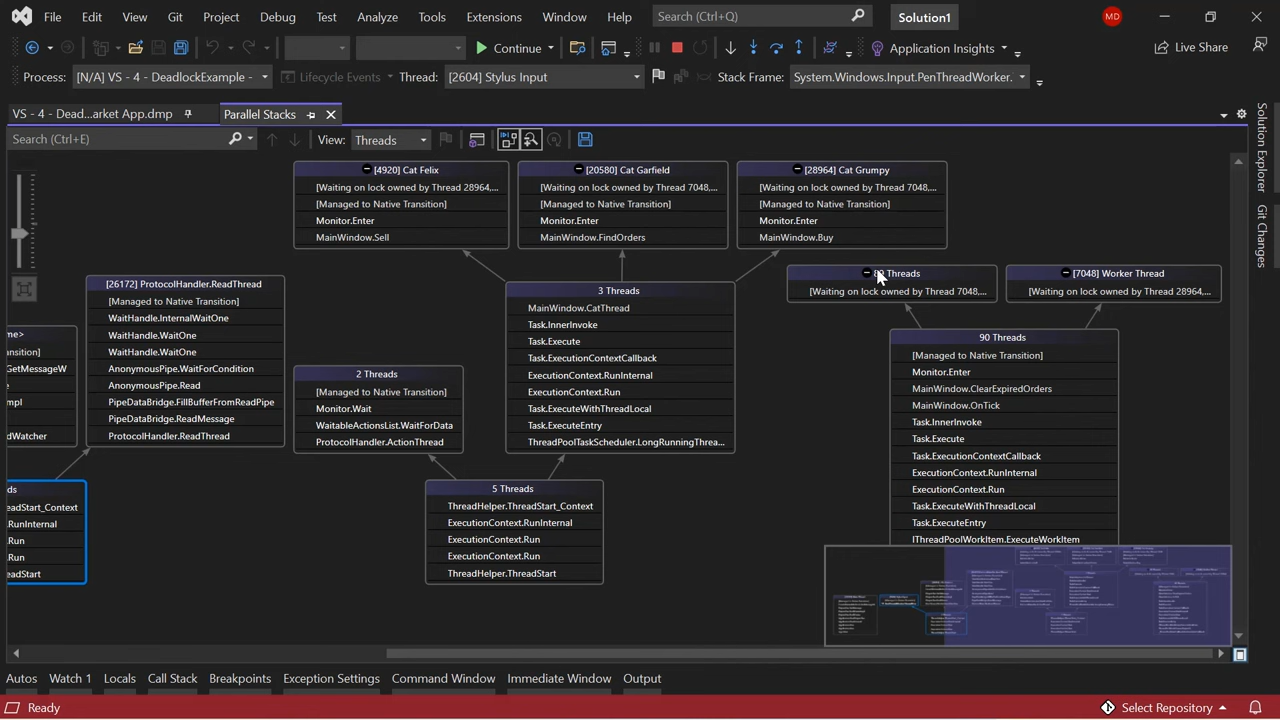 File Edit View Git Project Debug Test Analyze Tools Extensions Window Help Search (Ctrl+Q) Solution1 MD
Continue Application Insights Live Share
Process: [N/A] VS - 4 - DeadlockExample - Lifecycle Events Thread: [2604] Stylus Input Stack Frame: System.Windows.Input.PenThreadWorker.
VS - 4 - Dead...arket App.dmp Parallel Stacks
Search (Ctrl+E) View: Threads
[4920] Cat Felix
[Waiting on lock owned by Thread 28964,...
[Managed to Native Transition]
Monitor.Enter
MainWindow.Sell
[20580] Cat Garfield
[Waiting on lock owned by Thread 7048,...
[Managed to Native Transition]
Monitor.Enter
MainWindow.FindOrders
[28964] Cat Grumpy
[Waiting on lock owned by Thread 7048,...
[Managed to Native Transition]
Monitor.Enter
MainWindow.Buy
Threads
[Waiting on lock owned by Thread 7048,...
[7048] Worker Thread
[Waiting on lock owned by Thread 28964,...
me>
nsition]
GetMessageW
mpl
eadWatcher
[26172] ProtocolHandler.ReadThread
[Managed to Native Transition]
WaitHandle.InternalWaitOne
WaitHandle.WaitOne
WaitHandle.WaitOne
AnonymousPipe.WaitForCondition
AnonymousPipe.Read
PipeDataBridge.FillBufferFromReadPipe
PipeDataBridge.ReadMessage
ProtocolHandler.ReadThread
2 Threads
[Managed to Native Transition]
Monitor.Wait
WaitableActionsList.WaitForData
ProtocolHandler.ActionThread
3 Threads
MainWindow.CatThread
Task.InnerInvoke
Task.Execute
Task.ExecutionContextCallback
ExecutionContext.RunInternal
ExecutionContext.Run
Task.ExecuteWithThreadLocal
Task.ExecuteEntry
ThreadPoolTaskScheduler.LongRunningThrea...
90 Threads
[Managed to Native Transition]
Monitor.Enter
MainWindow.ClearExpiredOrders
MainWindow.OnTick
Task.InnerInvoke
Task.Execute
Task.ExecutionContextCallback
ExecutionContext.RunInternal
ExecutionContext.Run
Task.ExecuteWithThreadLocal
Task.ExecuteEntry
IThreadPoolWorkItem.ExecuteWorkItem
ds
eadStart_Context
.RunInternal
.Run
.Run
eadStart
5 Threads
ThreadHelper.ThreadStart_Context
ExecutionContext.RunInternal
ExecutionContext.Run
ExecutionContext.Run
ThreadHelper.ThreadStart
Solution Explorer
Git Changes
Autos Watch 1 Locals Call Stack Breakpoints Exception Settings Command Window Immediate Window Output
Ready Select Repository